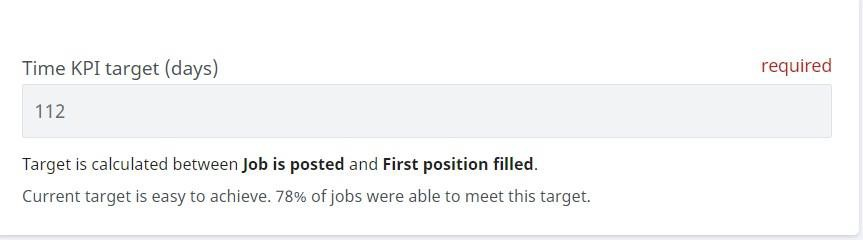 Time KPI target (days)
required
112
Target is calculated between Job is posted and First position filled.
Current target is easy to achieve. 78% of jobs were able to meet this target.